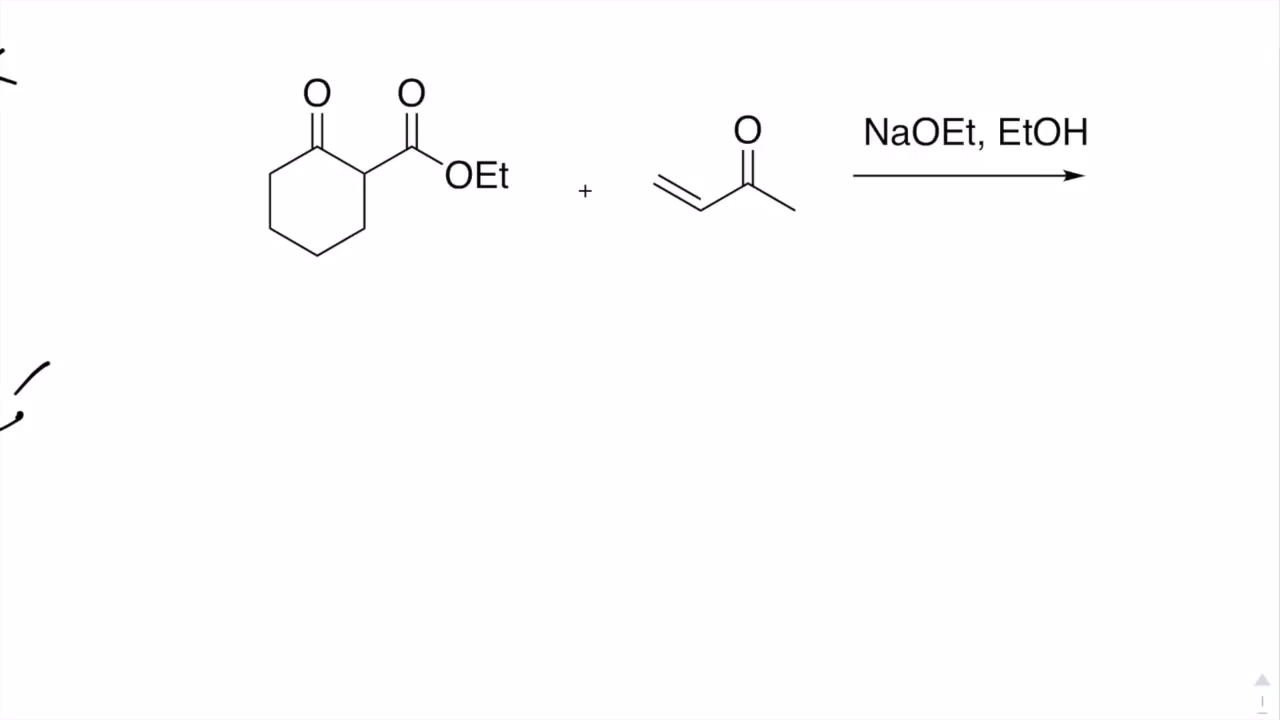 O O
OEt
+
O
NaOEt, EtOH